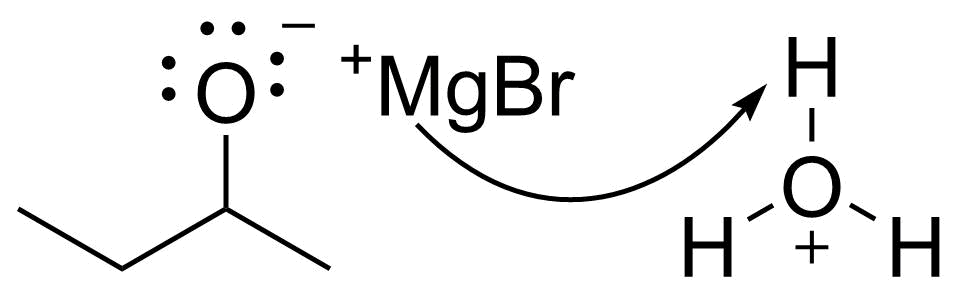 O⁻ ⁺MgBr
H
O
H + H